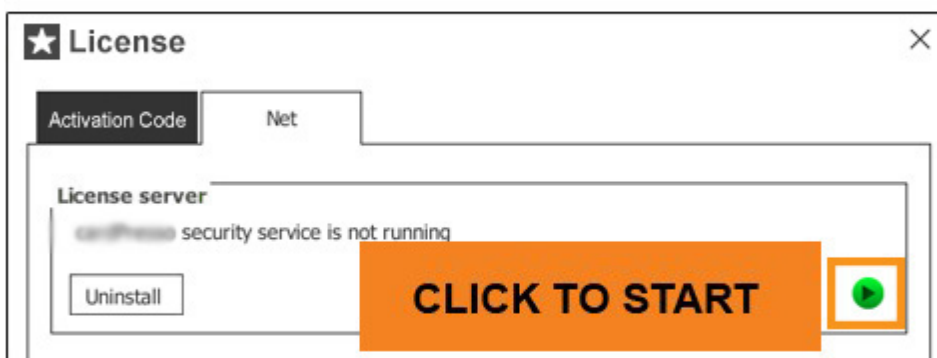 License
Activation Code
Net
License server
security service is not running
Uninstall
CLICK TO START